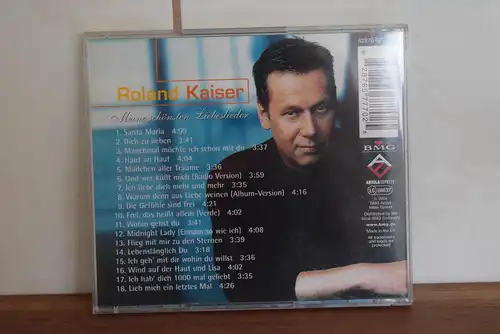 Roland Kaiser
Meine schönsten Liebeslieder
1. Santa Maria 4:09
2. Dich zu lieben 3:41
3. Manchmal möchte ich schon mit dir 3:37
4. Haut an Haut 4:04
5. Mädchen aller Träume 3:36
6. Und wer küßt mich (Radio Version) 3:59
7. Ich liebe dich mehr und mehr 3:35
8. Warum denn aus Liebe weinen (Album-Version) 4:16
9. Die Gefühle sind frei 4:21
10. Frei, das heißt allein (Verde) 4:02
11. Wohin gehst du 3:41
12. Midnight Lady (Einsam so wie ich) 4:08
13. Flieg mit mir zu den Sternen 3:39
14. Lebenslänglich Du 3:18
15. Ich geh' mit dir wohin du willst 3:36
16. Wind auf der Haut und Lisa 4:02
17. Ich hab' dich 1000 mal geliebt 3:35
18. Lieb mich ein letztes Mal 4:26
BMG
ARIOLA EXPRESS
LC
www.bmg.de